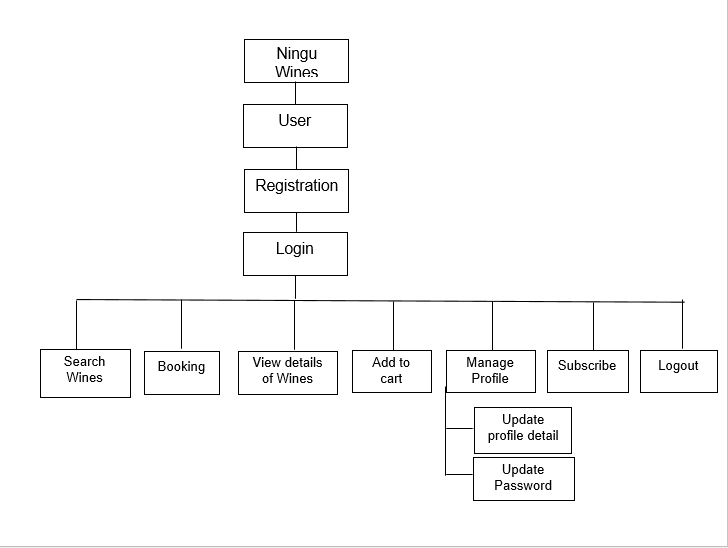 Ningu
Wines
User
Registration
Login
Search
Wines
Booking
View details
of Wines
Add to
cart
Manage
Profile
Subscribe
Logout
Update
profile detail
Update
Password